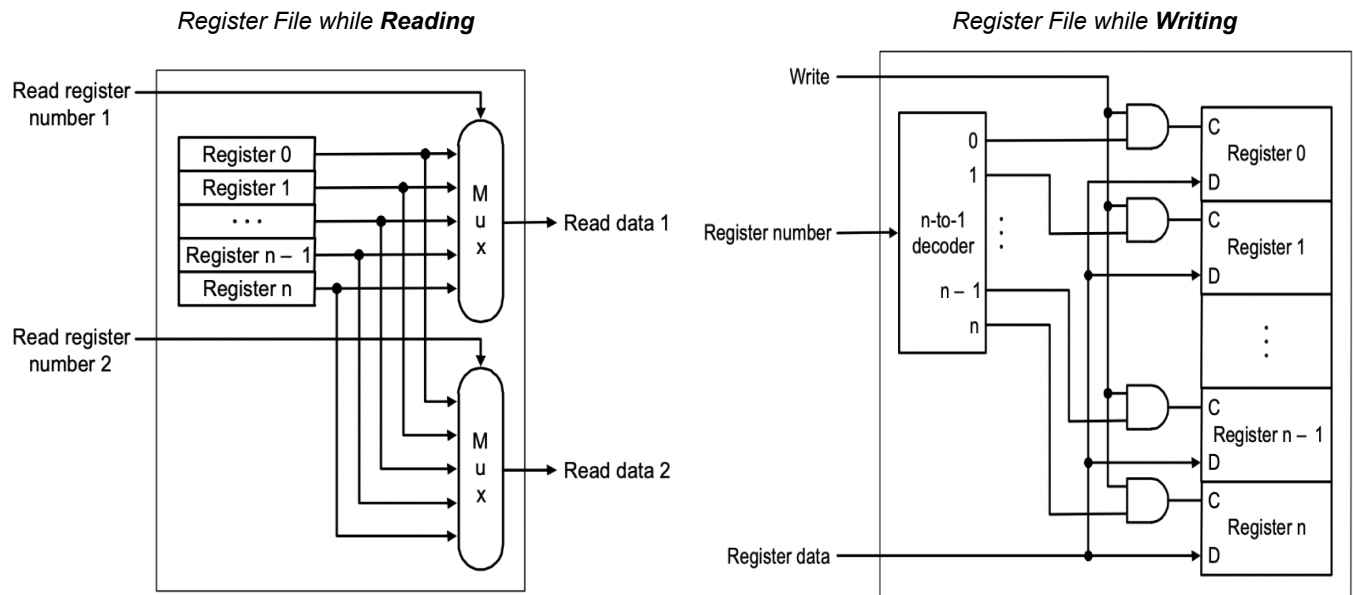 Register File while Reading
Read register
number 1
Register 0
Register 1
···
Register n – 1
Register n
M
u
x
Read data 1
Read register
number 2
M
u
x
Read data 2
Register File while Writing
Write
Register number
n-to-1
decoder
0
1
⋮
n – 1
n
C
Register 0
D
C
Register 1
D
⋮
C
Register n – 1
D
C
Register n
D
Register data